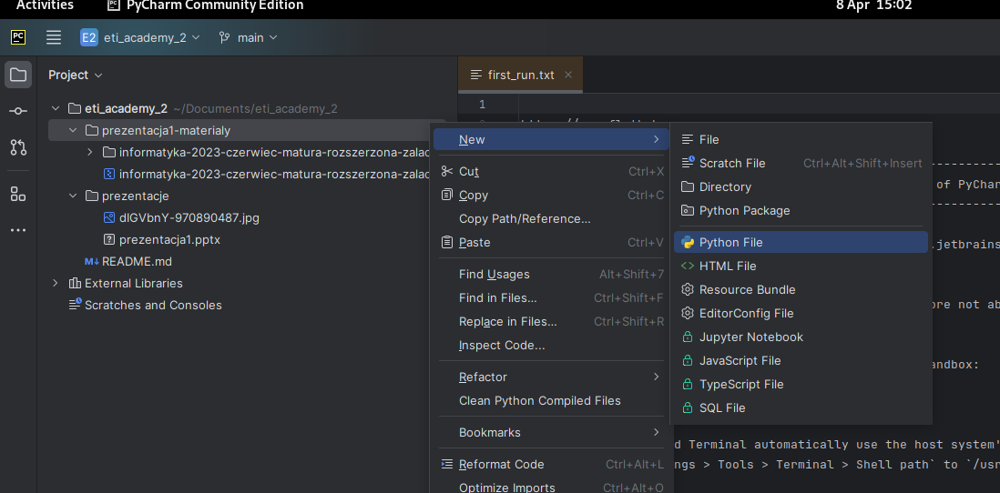 Activities PyCharm Community Edition 8 Apr 15:02
PC E2 eti_academy_2 main
Project
first_run.txt
1
eti_academy_2 ~/Documents/eti_academy_2
prezentacja1-materialy
informatyka-2023-czerwiec-matura-rozszerzona-zalac
informatyka-2023-czerwiec-matura-rozszerzona-zalac
prezentacje
dIGVbnY-970890487.jpg
prezentacja1.pptx
README.md
External Libraries
Scratches and Consoles
New
Cut Ctrl+X
Copy Ctrl+C
Copy Path/Reference...
Paste Ctrl+V
Find Usages Alt+Shift+7
Find in Files... Ctrl+Shift+F
Replace in Files... Ctrl+Shift+R
Inspect Code...
Refactor
Clean Python Compiled Files
Bookmarks
Reformat Code Ctrl+Alt+L
Optimize Imports Ctrl+Alt+O
File
Scratch File Ctrl+Alt+Shift+Insert
Directory
Python Package
Python File
HTML File
Resource Bundle
EditorConfig File
Jupyter Notebook
JavaScript File
TypeScript File
SQL File
of PyChar
.jetbrains
ore not ab
ndbox:
d Terminal automatically use the host system'
ngs > Tools > Terminal > Shell path` to `/usr